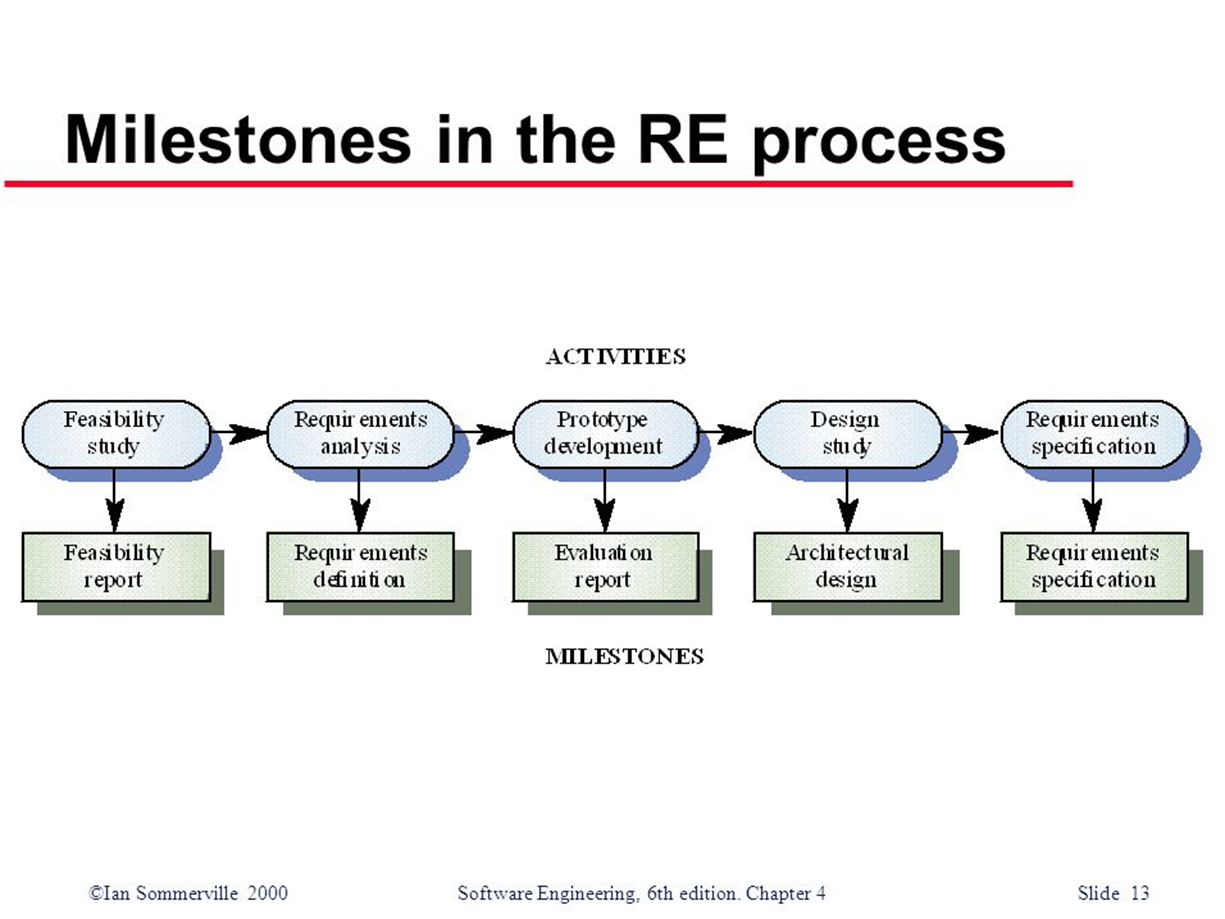 Milestones in the RE process
ACTIVITIES
Feasibility
study
Requirements
analysis
Prototype
development
Design
study
Requirements
specification
Feasibility
report
Requirements
definition
Evaluation
report
Architectural
design
Requirements
specification
MILESTONES
©Ian Sommerville 2000
Software Engineering, 6th edition. Chapter 4
Slide 13